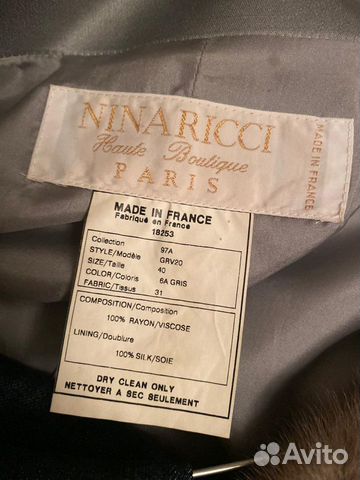 NINA RICCI
Haute Boutique
PARIS
MADE IN FRANCE
MADE IN FRANCE
Fabriqué en France
18253
Collection 97A
STYLE/Modèle GRV20
SIZE/Taille 40
COLOR/Coloris 6A GRIS
FABRIC/Tissus 31
COMPOSITION/Composition
100% RAYON/VISCOSE
LINING/Doublure
100% SILK/SOIE
DRY CLEAN ONLY
NETTOYER A SEC SEULEMENT
Avito